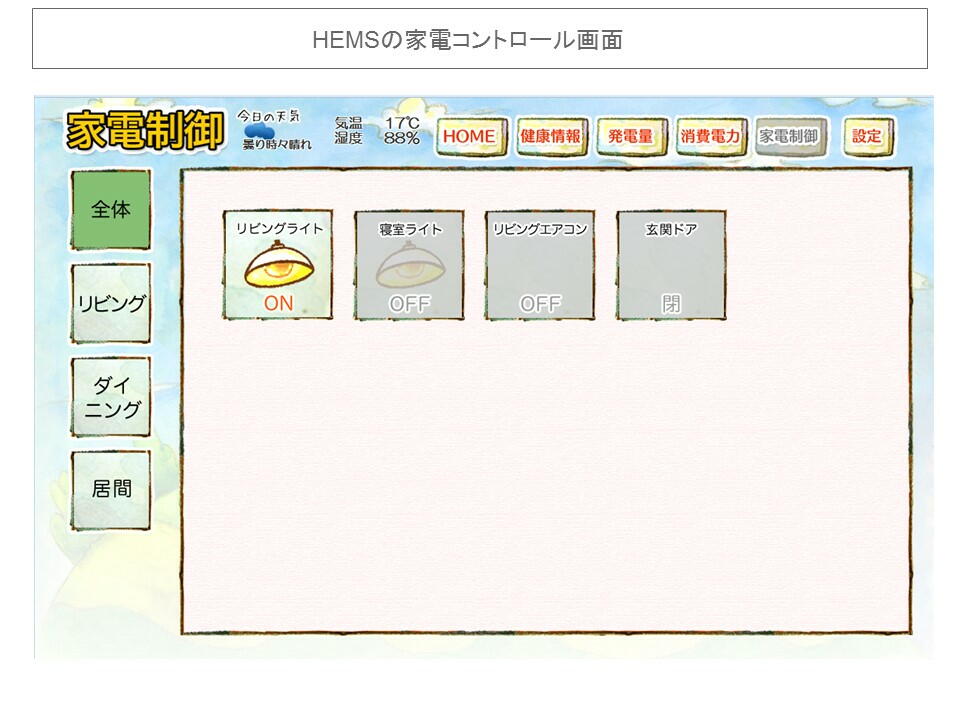 HEMSの家電コントロール画面
家電制御
今日の天気
曇り時々晴れ
気温 17℃
湿度 88%
HOME
健康情報
発電量
消費電力
家電制御
設定
全体
リビング
ダイ
ニング
居間
リビングライト
ON
寝室ライト
OFF
リビングエアコン
OFF
玄関ドア
閉